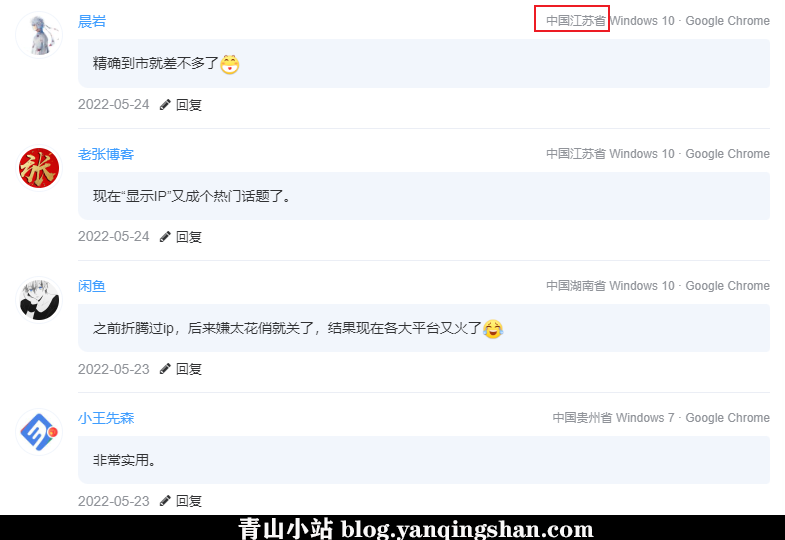 晨岩
中国江苏省 Windows 10 · Google Chrome
精确到市就差不多了
2022-05-24 回复
张
老张博客
中国江苏省 Windows 10 · Google Chrome
现在“显示IP”又成个热门话题了。
2022-05-24 回复
闲鱼
中国湖南省 Windows 10 · Google Chrome
之前折腾过ip，后来嫌太花俏就关了，结果现在各大平台又火了
2022-05-23 回复
小王先森
中国贵州省 Windows 7 · Google Chrome
非常实用。
2022-05-23 回复
青山小站 blog.yanqingshan.com